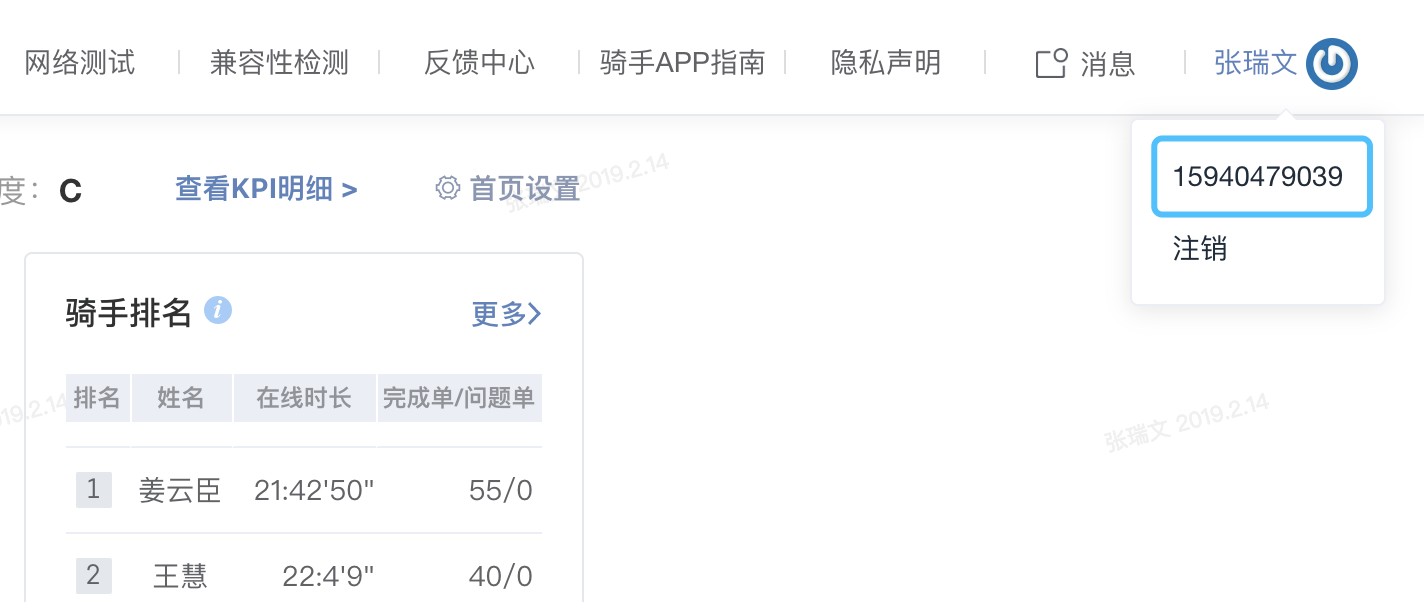 网络测试 兼容性检测 反馈中心 骑手APP指南 隐私声明 消息 张瑞文
15940479039
注销
度： C 查看KPI明细 > 首页设置
张瑞文 2019.2.14
骑手排名 更多
排名 姓名 在线时长 完成单/问题单
2019.2.14
张瑞文 2019.2.14
1 姜云臣 21:42'50" 55/0
2 王慧 22:4'9" 40/0